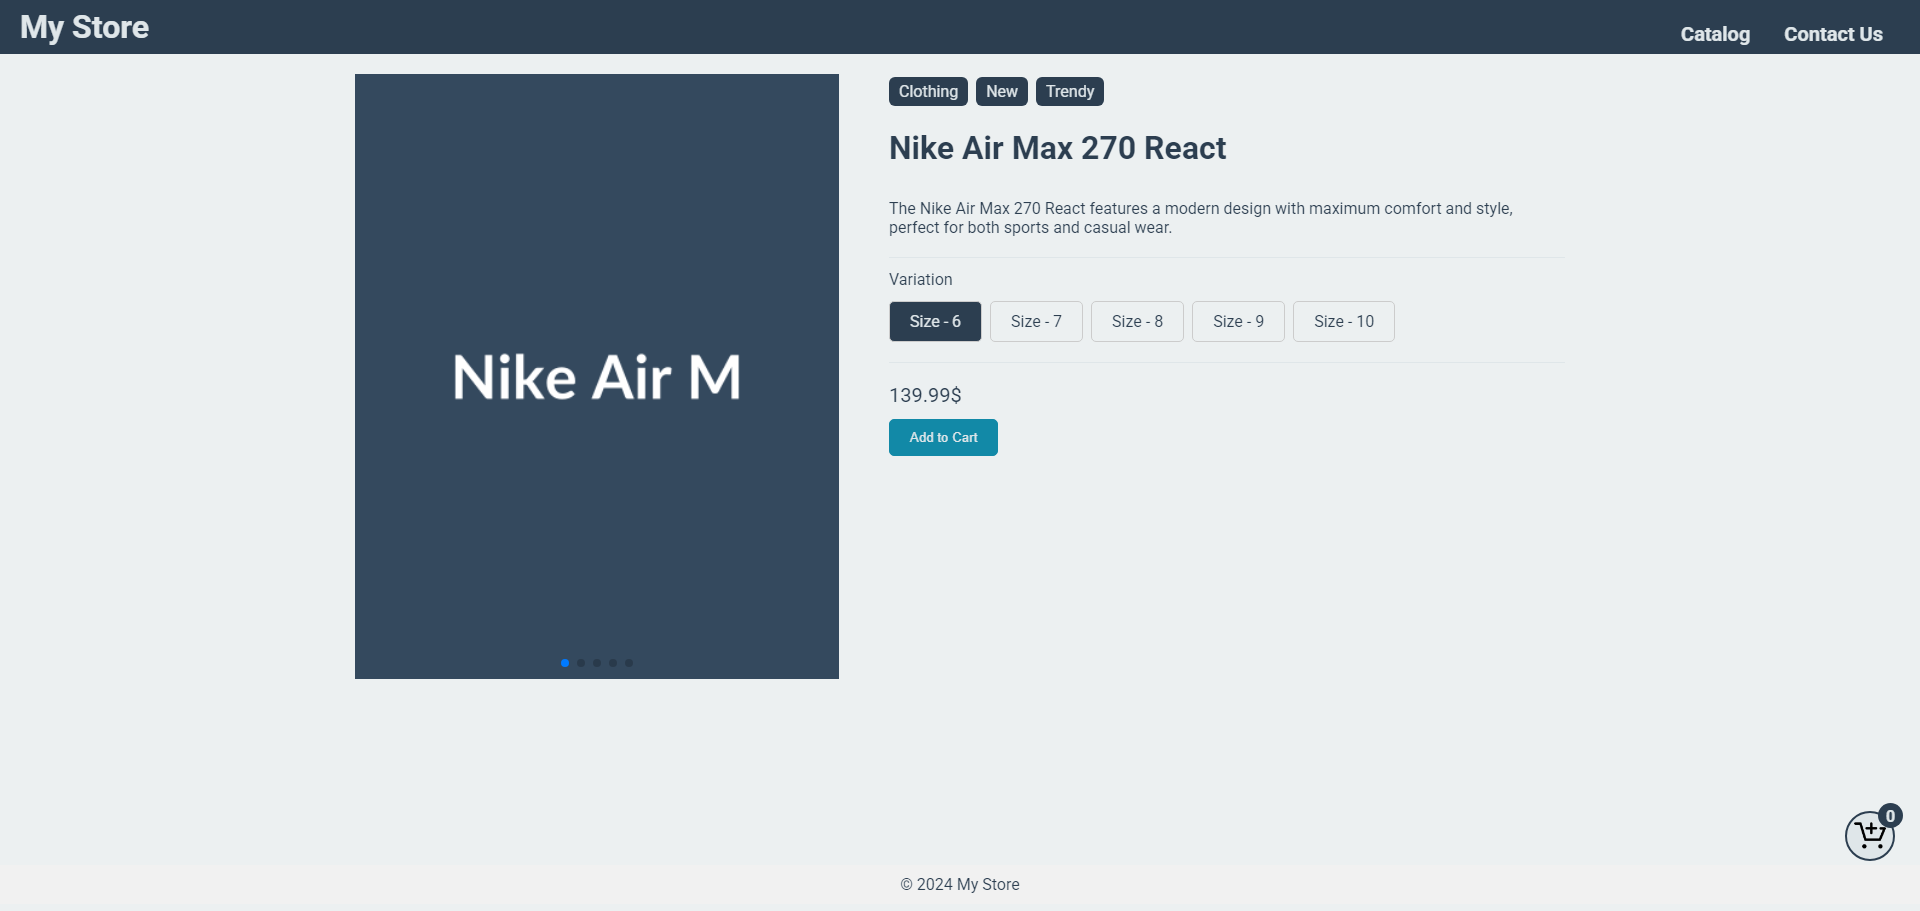 My Store
Catalog
Contact Us
Clothing
New
Trendy
Nike Air Max 270 React
The Nike Air Max 270 React features a modern design with maximum comfort and style,
perfect for both sports and casual wear.
Variation
Size - 6
Size - 7
Size - 8
Size - 9
Size - 10
139.99$
Add to Cart
Nike Air M
0
© 2024 My Store